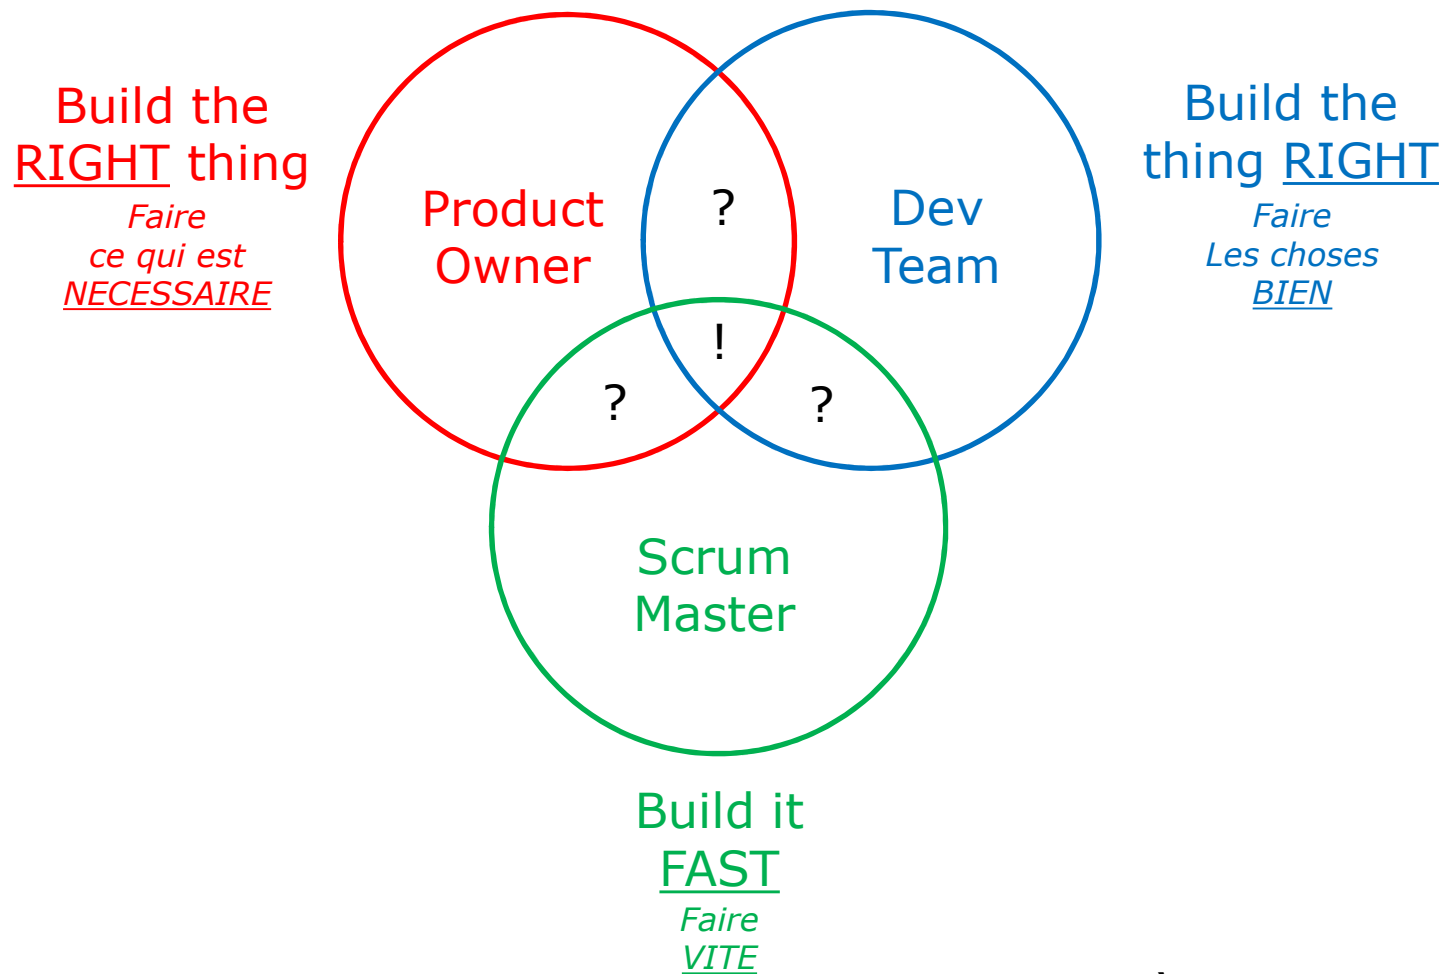 Build the
RIGHT thing
Faire
ce qui est
NECESSAIRE
Product
Owner
?
Dev
Team
Build the
thing RIGHT
Faire
Les choses
BIEN
!
?
?
Scrum
Master
Build it
FAST
Faire
VITE